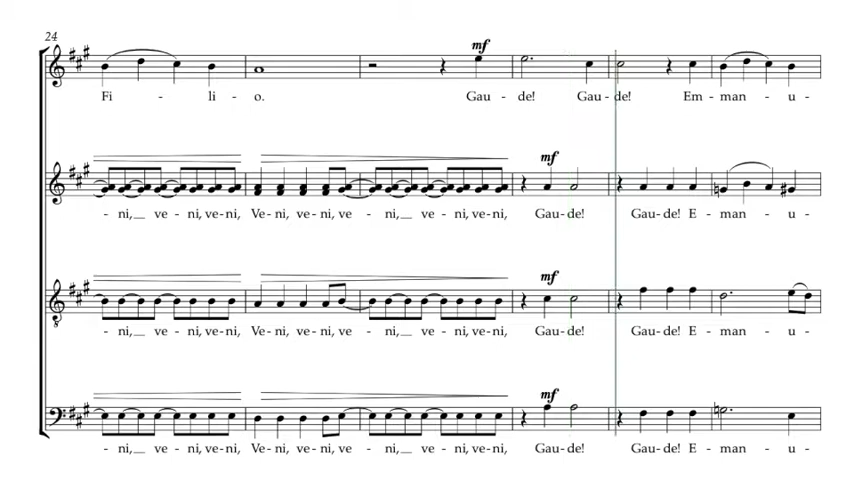 24
mf
Fi - li - o. Gau - de! Gau - de! Em - man - u -
mf
- ni, ve - ni, ve - ni, Ve - ni, ve - ni, ve - ni, ve - ni, ve - ni, Gau - de! Gau - de! E - man - u -
mf
- ni, ve - ni, ve - ni, Ve - ni, ve - ni, ve - ni, ve - ni, ve - ni, Gau - de! Gau - de! E - man - u -
mf
- ni, ve - ni, ve - ni, Ve - ni, ve - ni, ve - ni, ve - ni, ve - ni, Gau - de! Gau - de! E - man - u -